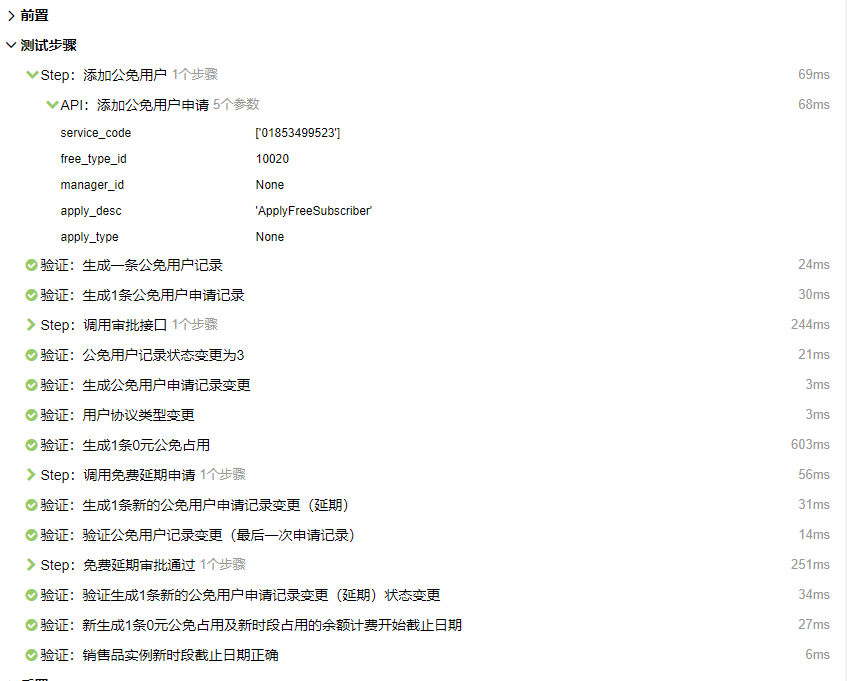 前置
测试步骤
Step：添加公免用户 1个步骤 69ms
API：添加公免用户申请 5个参数 68ms
service_code ['01853499523']
free_type_id 10020
manager_id None
apply_desc 'ApplyFreeSubscriber'
apply_type None
验证：生成一条公免用户记录 24ms
验证：生成1条公免用户申请记录 30ms
Step：调用审批接口 1个步骤 244ms
验证：公免用户记录状态变更为3 21ms
验证：生成公免用户申请记录变更 3ms
验证：用户协议类型变更 3ms
验证：生成1条0元公免占用 603ms
Step：调用免费延期申请 1个步骤 56ms
验证：生成1条新的公免用户申请记录变更（延期） 31ms
验证：验证公免用户记录变更（最后一次申请记录） 14ms
Step：免费延期审批通过 1个步骤 251ms
验证：验证生成1条新的公免用户申请记录变更（延期）状态变更 34ms
验证：新生成1条0元公免占用及新时段占用的余额计费开始截止日期 27ms
验证：销售品实例新时段截止日期正确 6ms